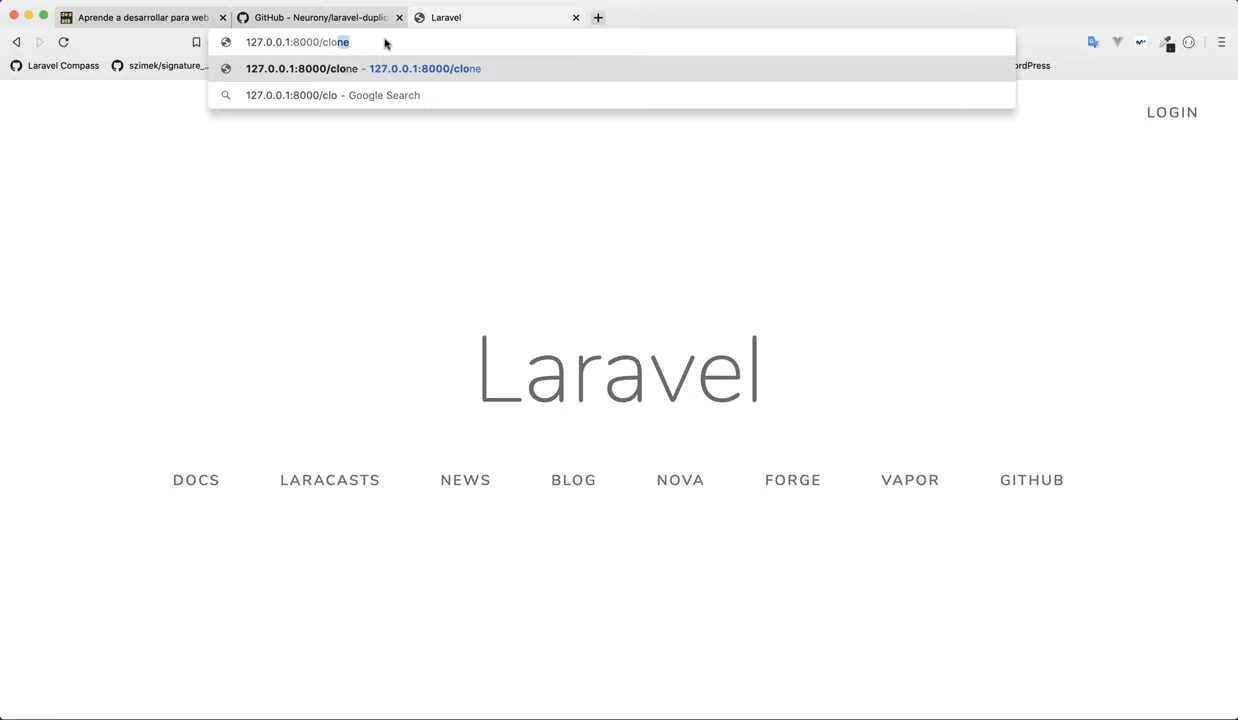 Aprende a desarrollar para web
GitHub - Neurony/laravel-duplic
Laravel
127.0.0.1:8000/clone
Laravel Compass
szimek/signature_...
127.0.0.1:8000/clone - 127.0.0.1:8000/clone
127.0.0.1:8000/clo - Google Search
LOGIN
Laravel
DOCS LARACASTS NEWS BLOG NOVA FORGE VAPOR GITHUB